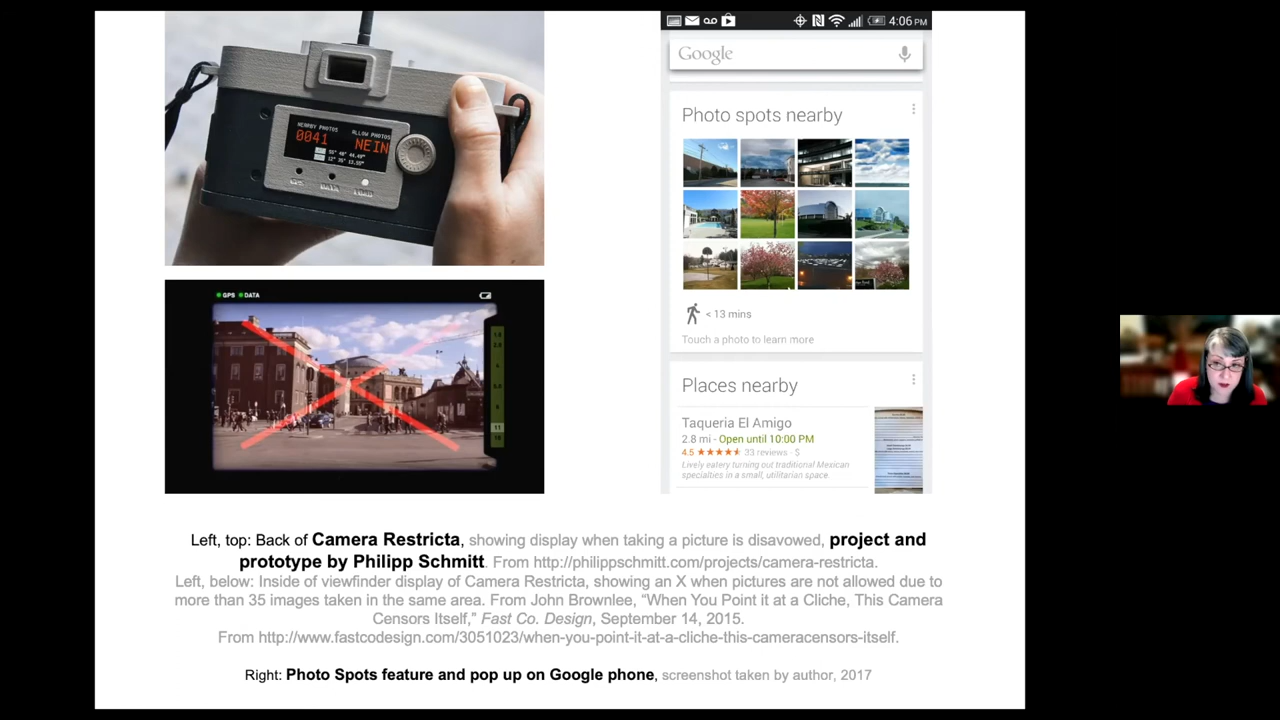 NEARBY PHOTOS
ALLOW PHOTOS
0041
NEIN
GPS
DATA
LOAD
GPS DATA
4:06 PM
Google
Photo spots nearby
< 13 mins
Touch a photo to learn more
Places nearby
Taqueria El Amigo
2.8 mi - Open until 10:00 PM
4.5 ★★★★★ 33 reviews · $
Lively eatery turning out traditional Mexican
specialties in a small, utilitarian space.
Left, top: Back of Camera Restricta, showing display when taking a picture is disavowed, project and
prototype by Philipp Schmitt. From http://philippschmitt.com/projects/camera-restricta.
Left, below: Inside of viewfinder display of Camera Restricta, showing an X when pictures are not allowed due to
more than 35 images taken in the same area. From John Brownlee, “When You Point it at a Cliche, This Camera
Censors Itself,” Fast Co. Design, September 14, 2015.
From http://www.fastcodesign.com/3051023/when-you-point-it-at-a-cliche-this-cameracensors-itself.
Right: Photo Spots feature and pop up on Google phone, screenshot taken by author, 2017